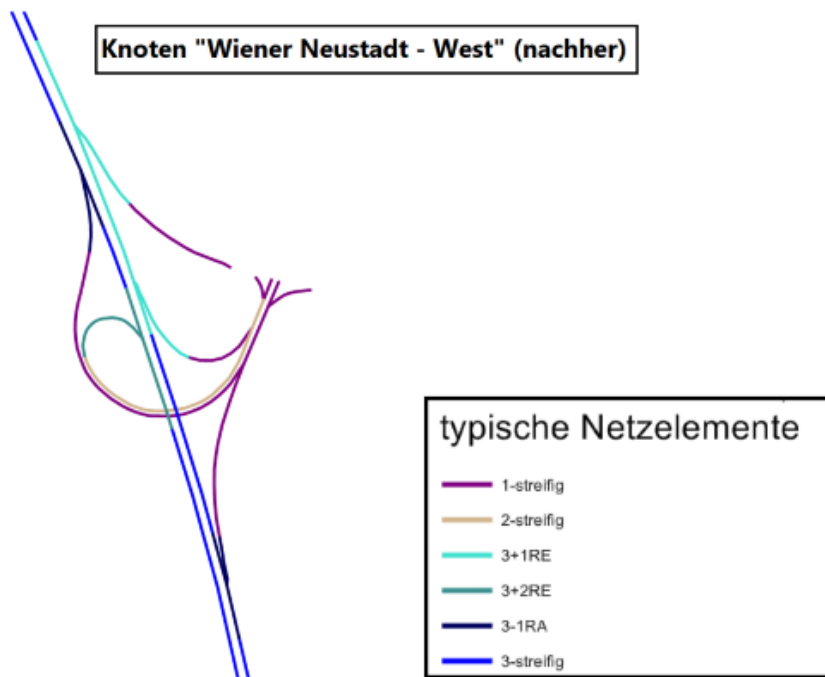 Knoten "Wiener Neustadt - West" (nachher)
typische Netzelemente
1-streifig
2-streifig
3+1RE
3+2RE
3-1RA
3-streifig